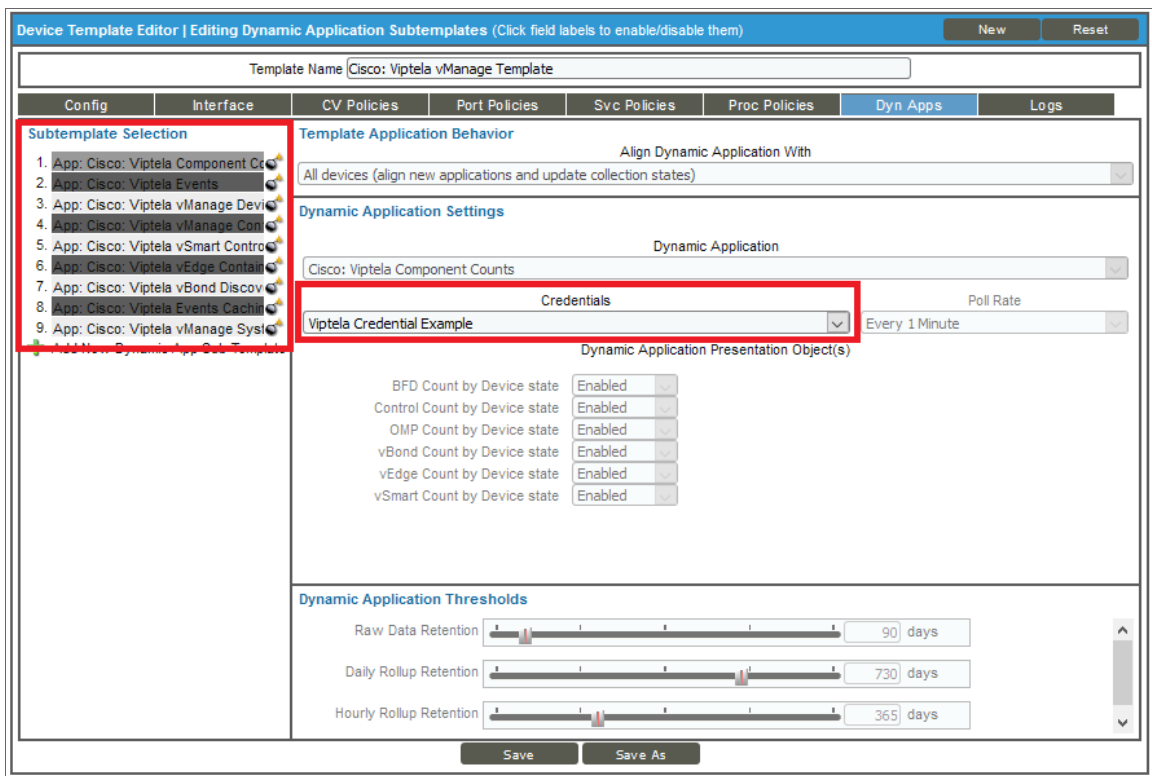 Device Template Editor | Editing Dynamic Application Subtemplates (Click field labels to enable/disable them) New Reset
Template Name Cisco: Viptela vManage Template
Config Interface CV Policies Port Policies Svc Policies Proc Policies Dyn Apps Logs
Subtemplate Selection
1. App: Cisco: Viptela Component Co
2. App: Cisco: Viptela Events
3. App: Cisco: Viptela vManage Devi
4. App: Cisco: Viptela vManage Con
5. App: Cisco: Viptela vSmart Contro
6. App: Cisco: Viptela vEdge Contain
7. App: Cisco: Viptela vBond Discov
8. App: Cisco: Viptela Events Cachin
9. App: Cisco: Viptela vManage Syst
Add New Dynamic App Sub-Template
Template Application Behavior
Align Dynamic Application With
All devices (align new applications and update collection states)
Dynamic Application Settings
Dynamic Application
Cisco: Viptela Component Counts
Credentials Poll Rate
Viptela Credential Example Every 1 Minute
Dynamic Application Presentation Object(s)
BFD Count by Device state Enabled
Control Count by Device state Enabled
OMP Count by Device state Enabled
vBond Count by Device state Enabled
vEdge Count by Device state Enabled
vSmart Count by Device state Enabled
Dynamic Application Thresholds
Raw Data Retention 90 days
Daily Rollup Retention 730 days
Hourly Rollup Retention 365 days
Save Save As